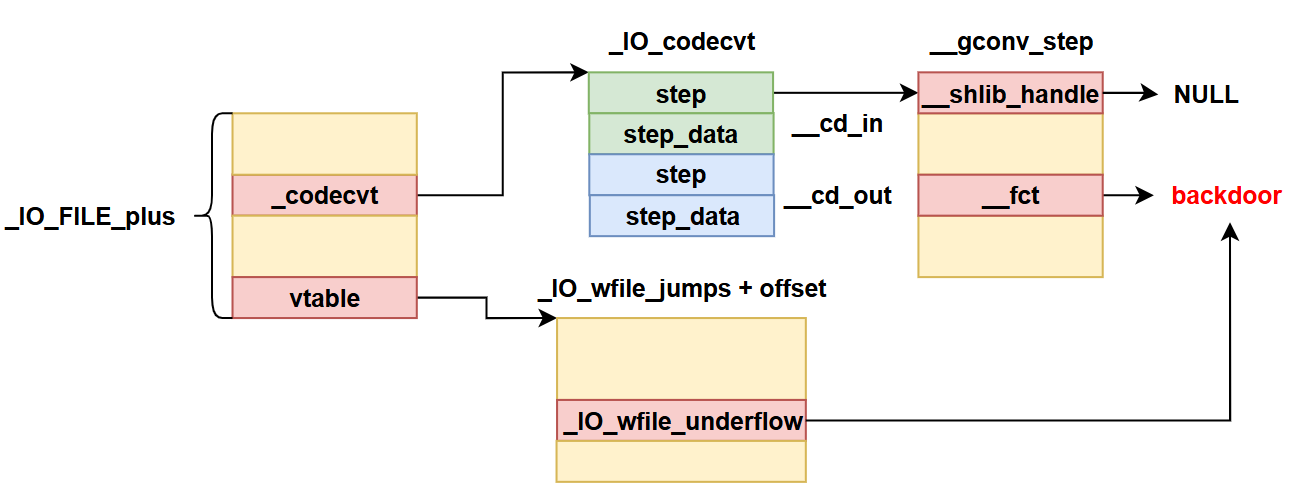 _IO_codecvt
__gconv_step
step
__shlib_handle
NULL
__cd_in
step_data
step
_codecvt
__cd_out
__fct
backdoor
_IO_FILE_plus
step_data
vtable
_IO_wfile_jumps + offset
_IO_wfile_underflow